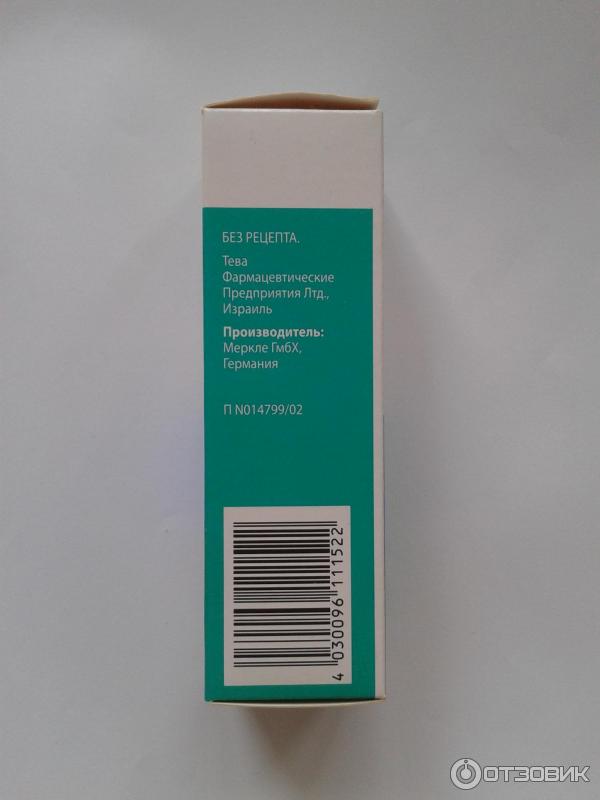 БЕЗ РЕЦЕПТА.
Тева
Фармацевтические
Предприятия Лтд.,
Израиль
Производитель:
Меркле ГмбХ,
Германия
П N014799/02
4 030096 111522
ОТЗОВИК